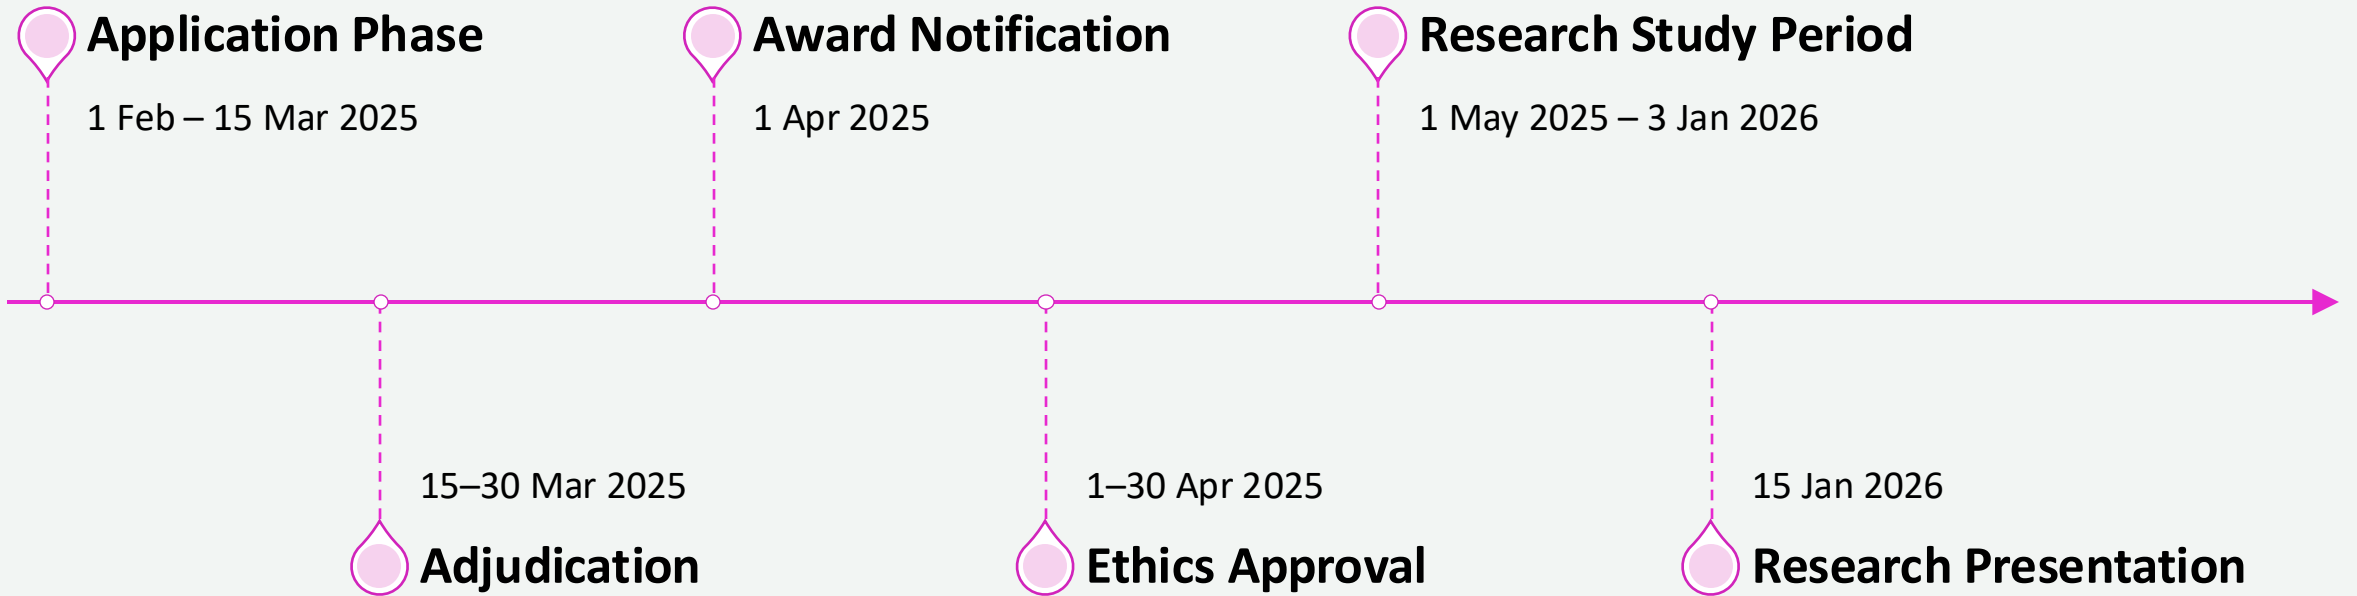 Application Phase
1 Feb – 15 Mar 2025
Award Notification
1 Apr 2025
Research Study Period
1 May 2025 – 3 Jan 2026
15–30 Mar 2025
Adjudication
1–30 Apr 2025
Ethics Approval
15 Jan 2026
Research Presentation